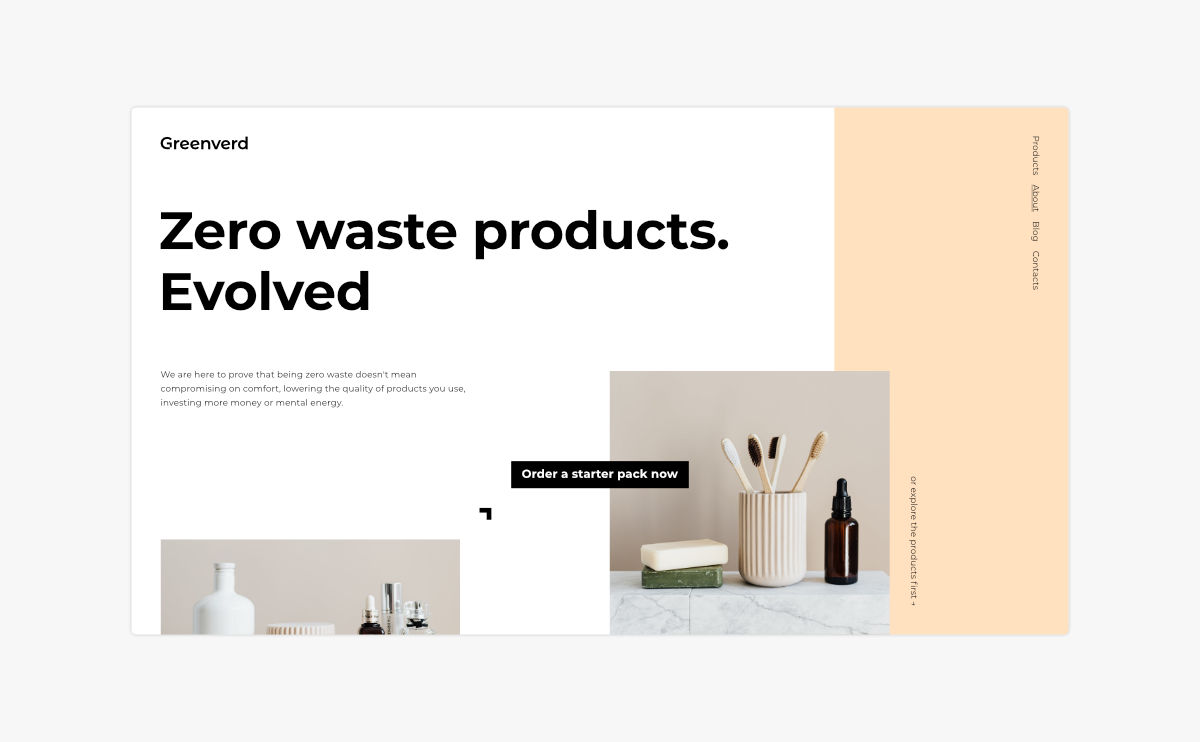 Greenverd
Products
About
Blog
Contacts
Zero waste products.
Evolved
We are here to prove that being zero waste doesn't mean
compromising on comfort, lowering the quality of products you use,
investing more money or mental energy.
Order a starter pack now
or explore the products first →